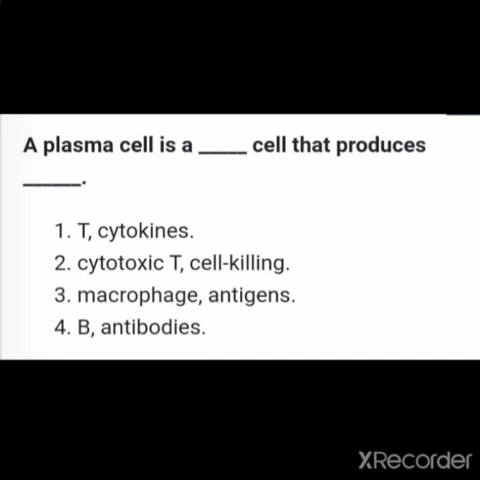 A plasma cell is a _____ cell that produces
______.
1. T, cytokines.
2. cytotoxic T, cell-killing.
3. macrophage, antigens.
4. B, antibodies.
XRecorder